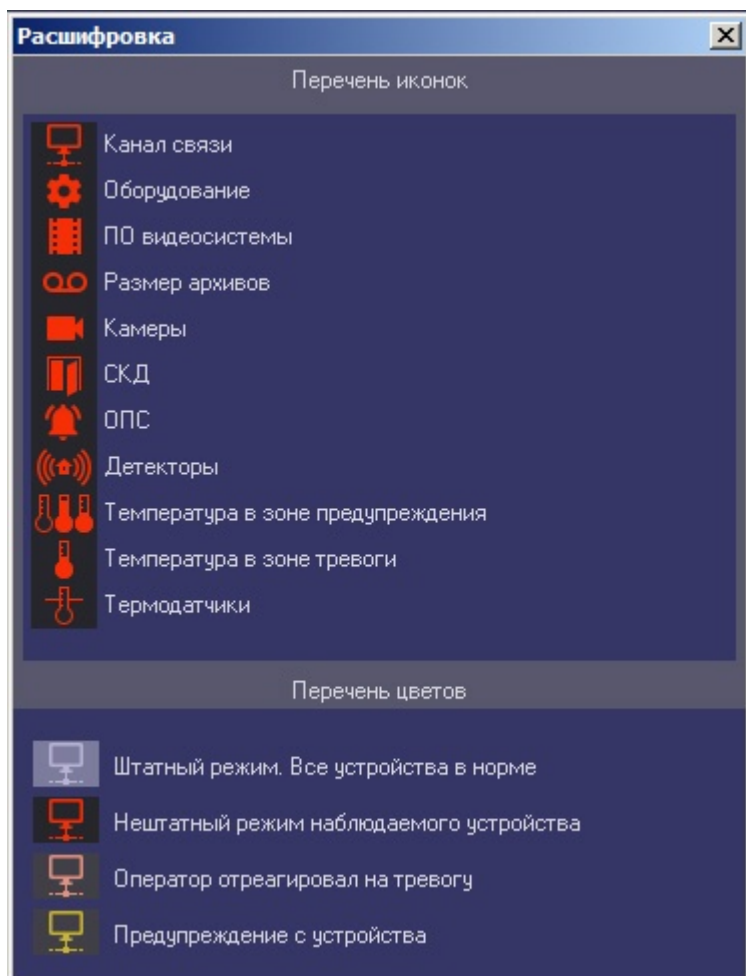 Расшифровка
Перечень иконок
Канал связи
Оборудование
ПО видеосистемы
Размер архивов
Камеры
СКД
ОПС
Детекторы
Температура в зоне предупреждения
Температура в зоне тревоги
Термодатчики
Перечень цветов
Штатный режим. Все устройства в норме
Нештатный режим наблюдаемого устройства
Оператор отреагировал на тревогу
Предупреждение с устройства